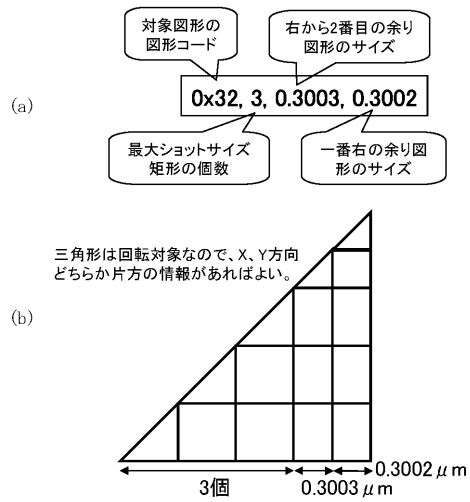 対象図形の
図形コード
右から2番目の余り
図形のサイズ
(a)
0x32, 3, 0.3003, 0.3002
最大ショットサイズ
矩形の個数
一番右の余り図
形のサイズ
三角形は回転対象なので、X、Y方向
どちらか片方の情報があればよい。
(b)
0.3002μm
3個
0.3003μm